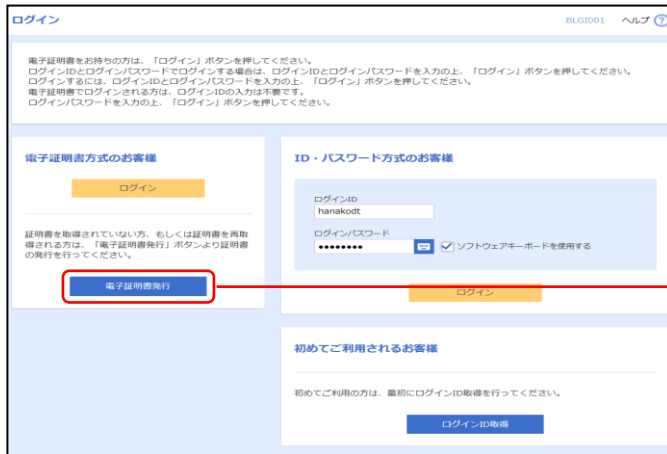 ログイン
BLGI001 ヘルプ ?
電子証明書をお持ちの方は、「ログイン」ボタンを押してください。
ログインIDとログインパスワードでログインする場合は、ログインIDとログインパスワードを入力の上、「ログイン」ボタンを押してください。
ログインするには、ログインIDとログインパスワードを入力の上、「ログイン」ボタンを押してください。
電子証明書でログインされる方は、ログインIDの入力は不要です。
ログインパスワードを入力の上、「ログイン」ボタンを押してください。
電子証明書方式のお客様
ログイン
証明書を取得されていない方、もしくは証明書を再取
得される方は、「電子証明書発行」ボタンより証明書
の発行を行ってください。
電子証明書発行
ID・パスワード方式のお客様
ログインID
hanakodt
ログインパスワード
••••••••
ソフトウェアキーボードを使用する
ログイン
初めてご利用されるお客様
初めてご利用の方は、最初にログインID取得を行ってください。
ログインID取得